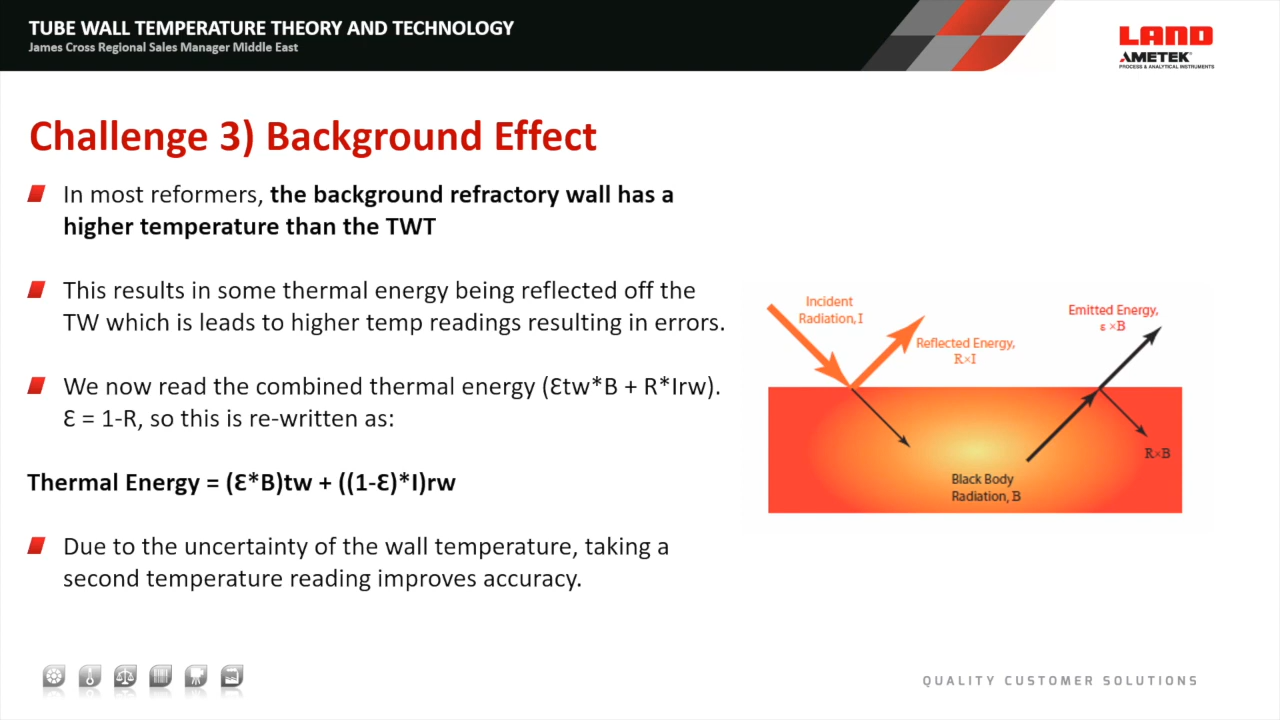 TUBE WALL TEMPERATURE THEORY AND TECHNOLOGY
James Cross Regional Sales Manager Middle East
LAND
AMETEK®
PROCESS & ANALYTICAL INSTRUMENTS
Challenge 3) Background Effect
In most reformers, the background refractory wall has a
higher temperature than the TWT
This results in some thermal energy being reflected off the
TW which is leads to higher temp readings resulting in errors.
We now read the combined thermal energy (Ɛtw*B + R*Irw).
Ɛ = 1-R, so this is re-written as:
Thermal Energy = (Ɛ*B)tw + ((1-Ɛ)*I)rw
Due to the uncertainty of the wall temperature, taking a
second temperature reading improves accuracy.
Incident
Radiation, I
Reflected Energy,
R×I
Emitted Energy,
ε ×B
R×B
Black Body
Radiation, B
QUALITY CUSTOMER SOLUTIONS